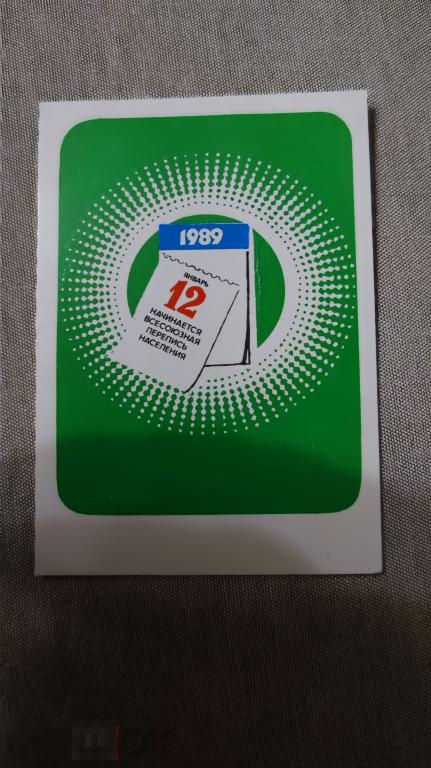 1989
ЯНВАРЬ
12
НАЧИНАЕТСЯ
ВСЕСОЮЗНАЯ
ПЕРЕПИСЬ
НАСЕЛЕНИЯ